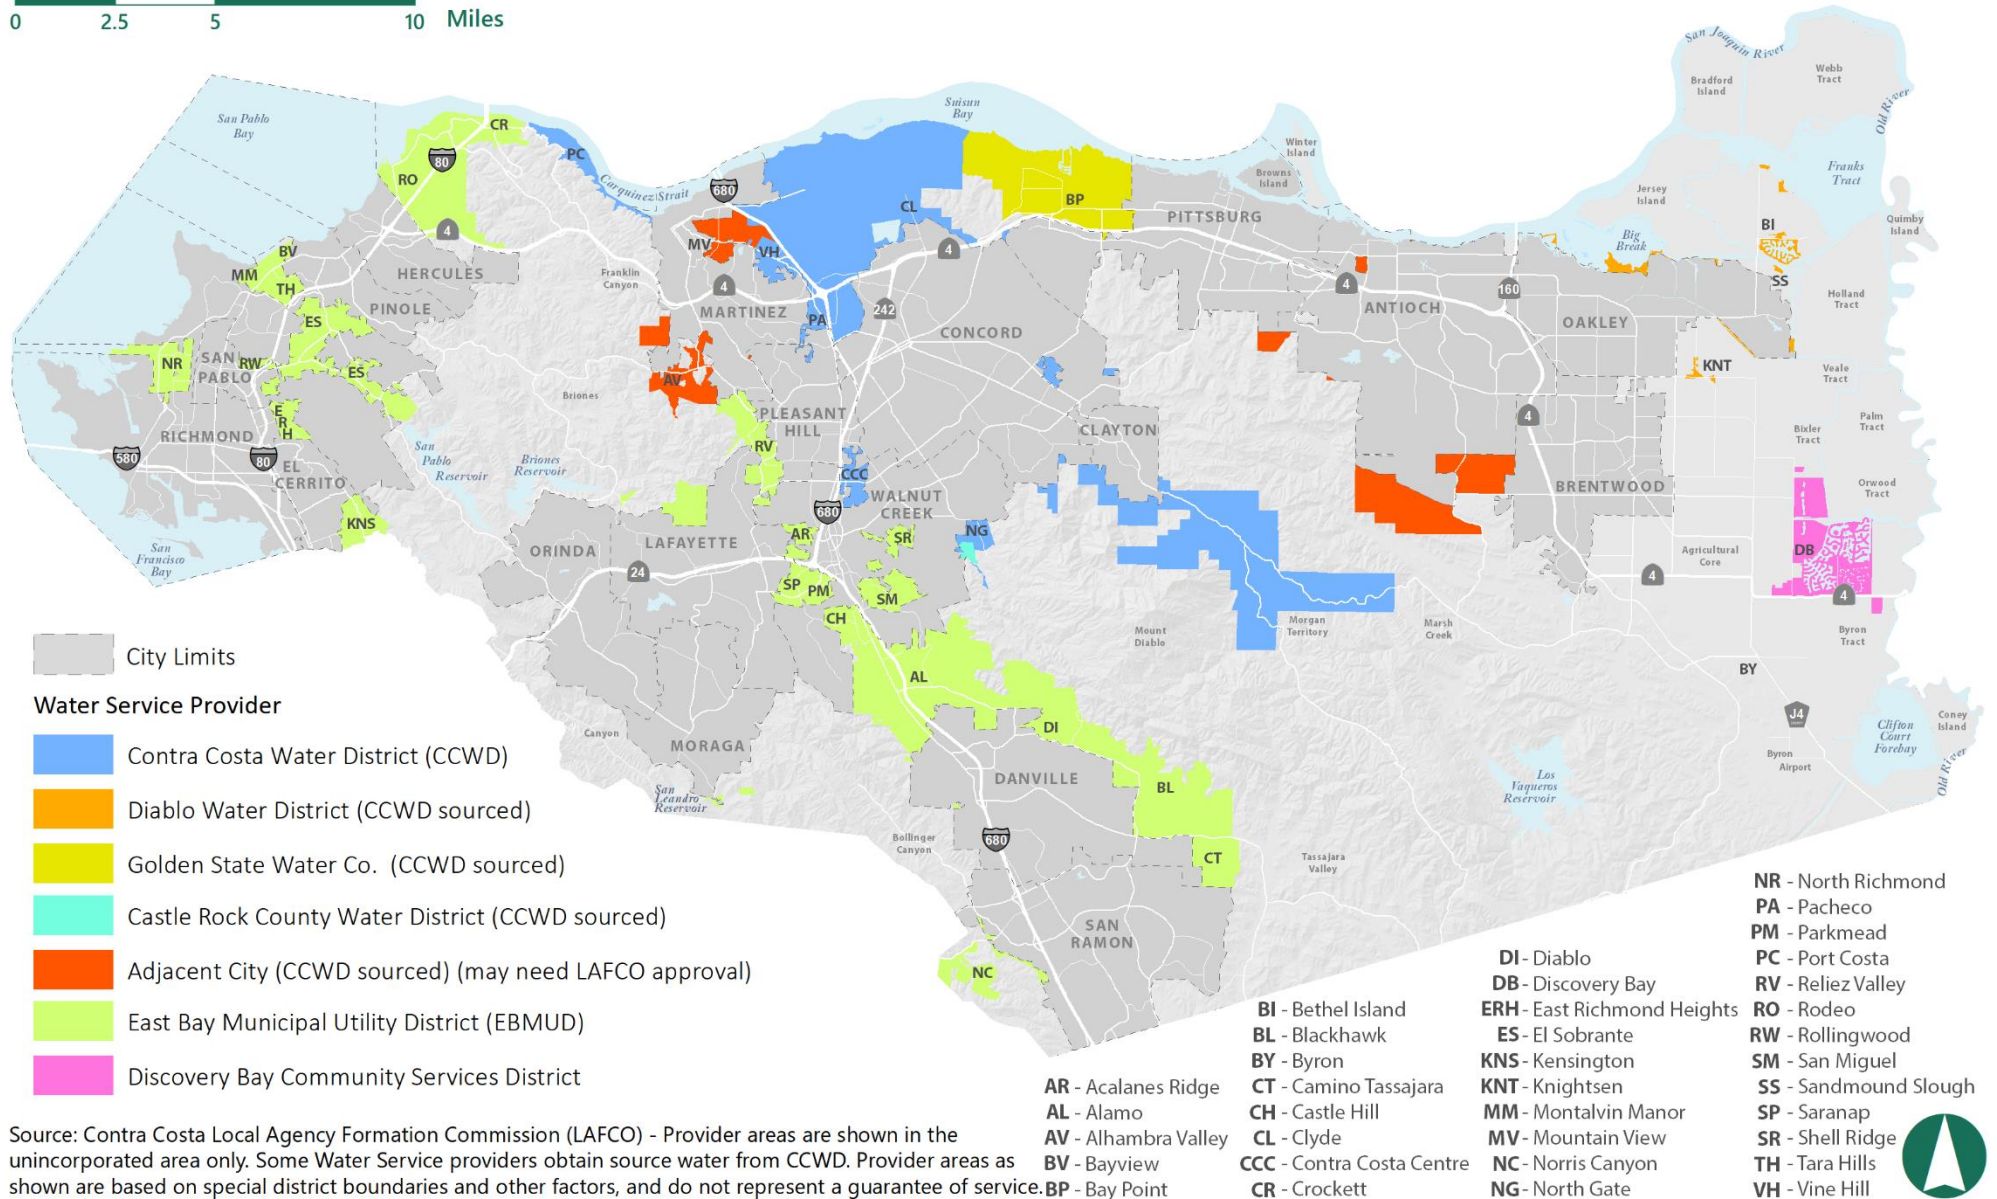 0 2.5 5 10 Miles
San Joaquin River
Webb
Tract
Bradford
Island
Old River
San Pablo
Bay
Suisun
Bay
CR
80
PC
RO
Carquinez Strait
680
Winter
Island
Browns
Island
Franks
Tract
Jersey
Island
BP
CL
PITTSBURG
BI
Quimby
Island
4
MV
VH
4
Big
Break
BV
MM
TH
HERCULES
Franklin
Canyon
4
SS
4
160
Holland
Tract
PINOLE
ES
MARTINEZ
PA
242
CONCORD
ANTIOCH
OAKLEY
NR
SAN
PABLO
RW
ES
AV
KNT
Veale
Tract
Briones
E
R
H
RICHMOND
PLEASANT
HILL
CLAYTON
4
Palm
Tract
Bixler
Tract
580
80
EL
CERRITO
San
Pablo
Reservoir
Briones
Reservoir
RV
CCC
WALNUT
CREEK
680
BRENTWOOD
Orwood
Tract
KNS
San
Francisco
Bay
ORINDA
LAFAYETTE
AR
SR
NG
Agricultural
Core
DB
24
SP
PM
SM
4
4
CH
Mount
Diablo
Morgan
Territory
Marsh
Creek
Byron
Tract
AL
BY
DI
J4
Clifton
Court
Forebay
Coney
Island
Canyon
MORAGA
Byron
Airport
Old River
DANVILLE
BL
Los
Vaqueros
Reservoir
San
Leandro
Reservoir
Bollinger
Canyon
680
CT
Tassajara
Valley
SAN
RAMON
NC
City Limits
Water Service Provider
Contra Costa Water District (CCWD)
Diablo Water District (CCWD sourced)
Golden State Water Co. (CCWD sourced)
Castle Rock County Water District (CCWD sourced)
Adjacent City (CCWD sourced) (may need LAFCO approval)
East Bay Municipal Utility District (EBMUD)
Discovery Bay Community Services District
Source: Contra Costa Local Agency Formation Commission (LAFCO) - Provider areas are shown in the
unincorporated area only. Some Water Service providers obtain source water from CCWD. Provider areas as
shown are based on special district boundaries and other factors, and do not represent a guarantee of service.
AR - Acalanes Ridge
AL - Alamo
AV - Alhambra Valley
BV - Bayview
BP - Bay Point
BI - Bethel Island
BL - Blackhawk
BY - Byron
CT - Camino Tassajara
CH - Castle Hill
CL - Clyde
CCC - Contra Costa Centre
CR - Crockett
DI - Diablo
DB - Discovery Bay
ERH - East Richmond Heights
ES - El Sobrante
KNS - Kensington
KNT - Knightsen
MM - Montalvin Manor
MV - Mountain View
NC - Norris Canyon
NG - North Gate
NR - North Richmond
PA - Pacheco
PM - Parkmead
PC - Port Costa
RV - Reliez Valley
RO - Rodeo
RW - Rollingwood
SM - San Miguel
SS - Sandmound Slough
SP - Saranap
SR - Shell Ridge
TH - Tara Hills
VH - Vine Hill